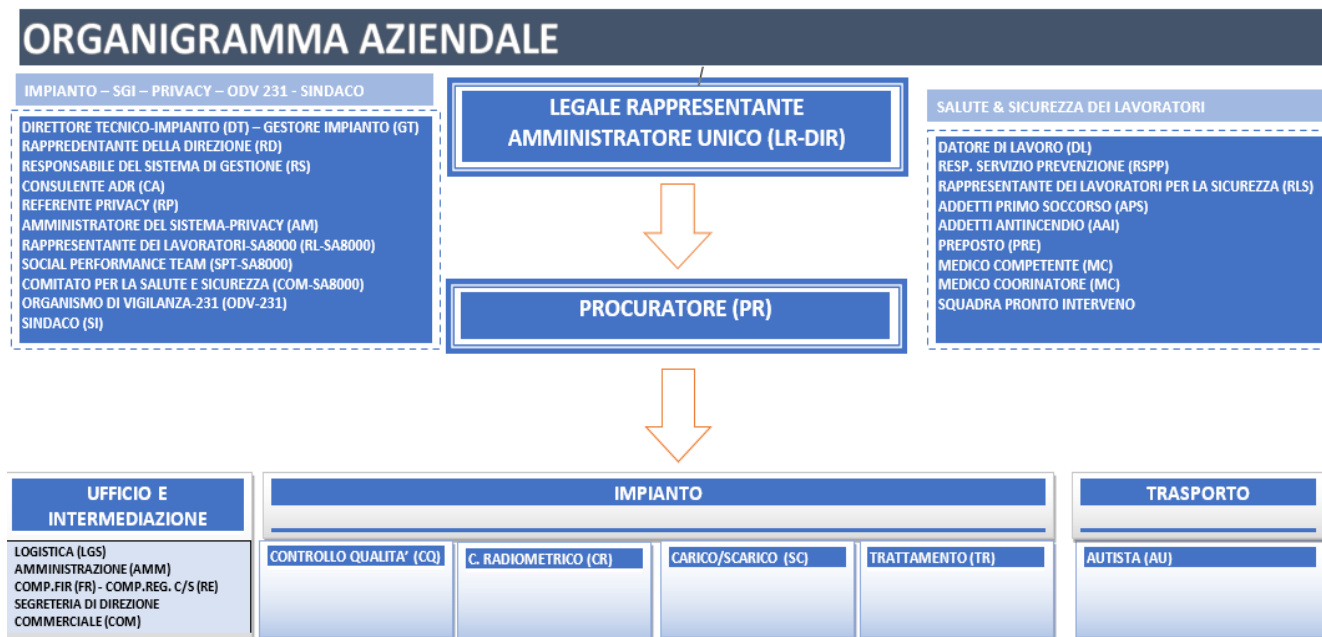 ORGANIGRAMMA AZIENDALE
IMPIANTO – SGI – PRIVACY – ODV 231 - SINDACO
DIRETTORE TECNICO-IMPIANTO (DT) – GESTORE IMPIANTO (GT)
RAPPREDENTANTE DELLA DIREZIONE (RD)
RESPONSABILE DEL SISTEMA DI GESTIONE (RS)
CONSULENTE ADR (CA)
REFERENTE PRIVACY (RP)
AMMINISTRATORE DEL SISTEMA-PRIVACY (AM)
RAPPRESENTANTE DEI LAVORATORI-SA8000 (RL-SA8000)
SOCIAL PERFORMANCE TEAM (SPT-SA8000)
COMITATO PER LA SALUTE E SICUREZZA (COM-SA8000)
ORGANISMO DI VIGILANZA-231 (ODV-231)
SINDACO (SI)
LEGALE RAPPRESENTANTE
AMMINISTRATORE UNICO (LR-DIR)
PROCURATORE (PR)
SALUTE & SICUREZZA DEI LAVORATORI
DATORE DI LAVORO (DL)
RESP. SERVIZIO PREVENZIONE (RSPP)
RAPPRESENTANTE DEI LAVORATORI PER LA SICUREZZA (RLS)
ADDETTI PRIMO SOCCORSO (APS)
ADDETTI ANTINCENDIO (AAI)
PREPOSTO (PRE)
MEDICO COMPETENTE (MC)
MEDICO COORINATORE (MC)
SQUADRA PRONTO INTERVENO
UFFICIO E
INTERMEDIAZIONE
LOGISTICA (LGS)
AMMINISTRAZIONE (AMM)
COMP.FIR (FR) - COMP.REG. C/S (RE)
SEGRETERIA DI DIREZIONE
COMMERCIALE (COM)
IMPIANTO
CONTROLLO QUALITA' (CQ)
C. RADIOMETRICO (CR)
CARICO/SCARICO (SC)
TRATTAMENTO (TR)
TRASPORTO
AUTISTA (AU)